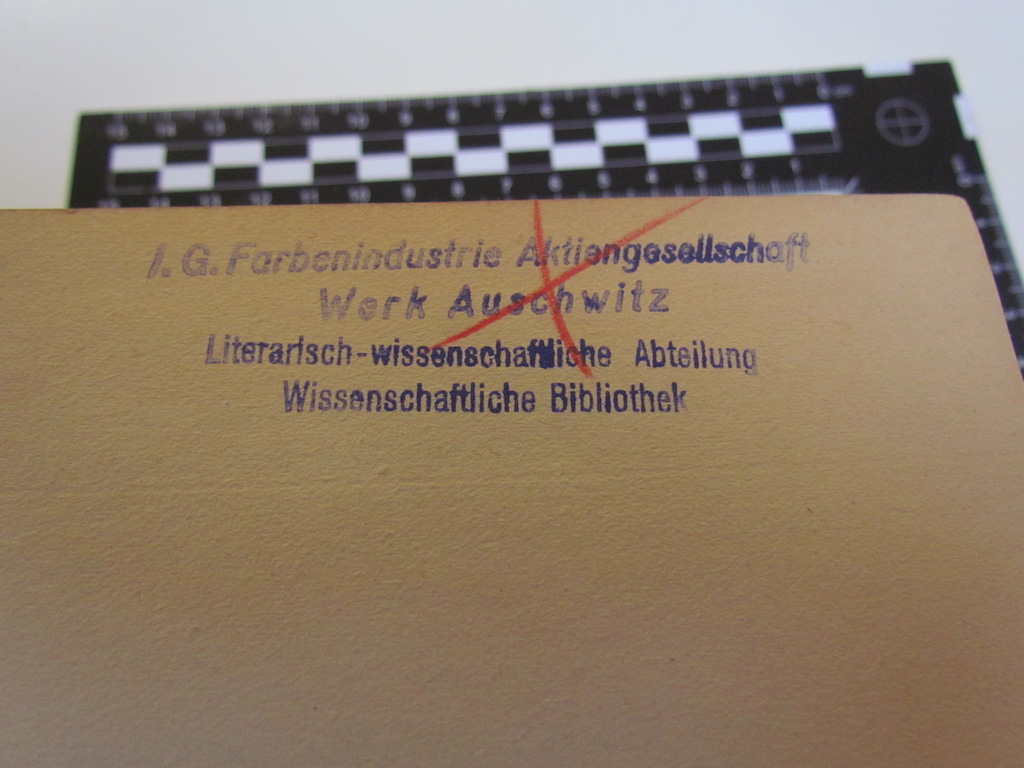 I. G. Farbenindustrie Aktiengesellschaft
Werk Auschwitz
Literarisch-wissenschaftliche Abteilung
Wissenschaftliche Bibliothek